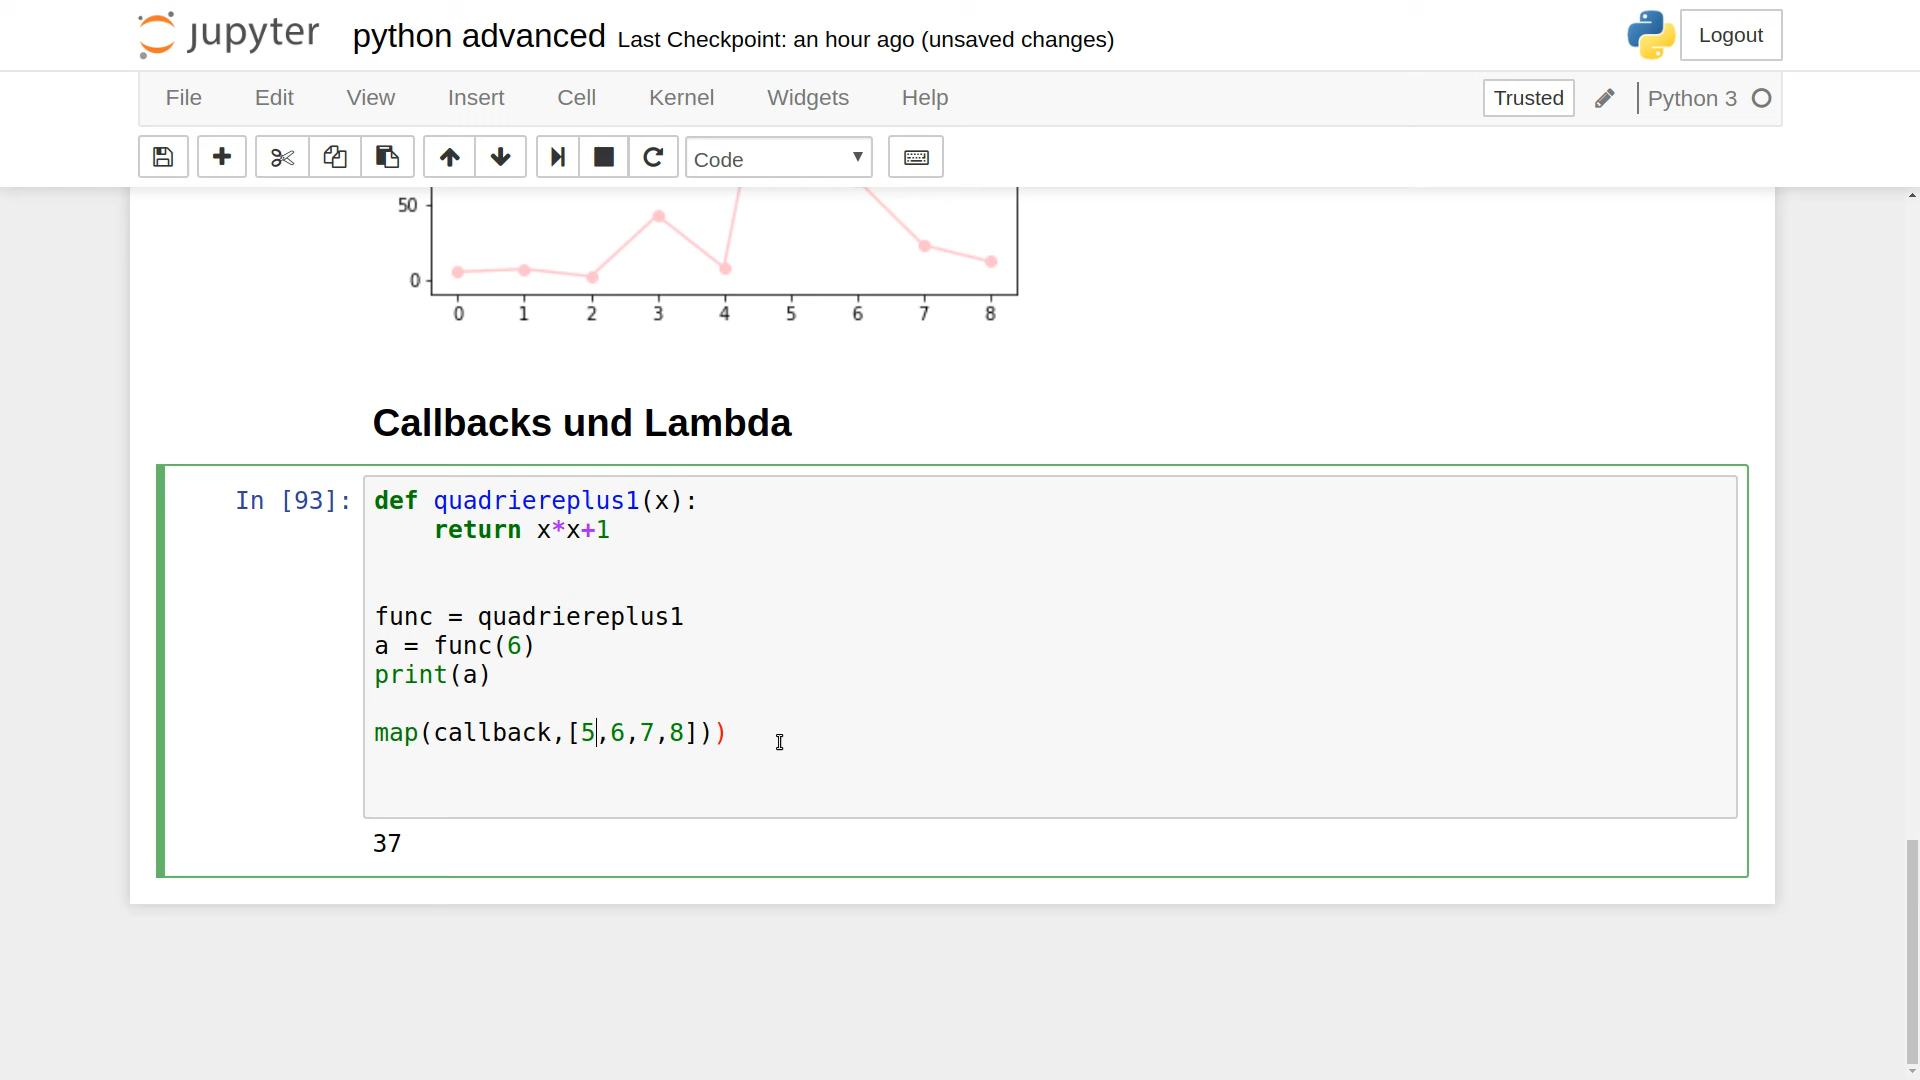 jupyter python advanced Last Checkpoint: an hour ago (unsaved changes) Logout
File Edit View Insert Cell Kernel Widgets Help Trusted Python 3
Code
50
0
0 1 2 3 4 5 6 7 8
Callbacks und Lambda
In [93]: def quadriereplus1(x):
return x*x+1
func = quadriereplus1
a = func(6)
print(a)
map(callback,[5,6,7,8]))
37